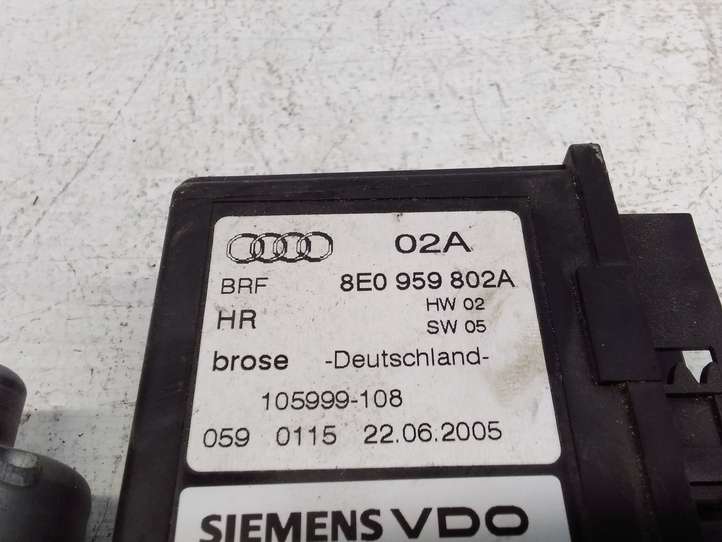 02A
BRF 8E0 959 802A
HW 02
HR SW 05
brose -Deutschland-
105999-108
059 0115 22.06.2005
SIEMENS VDO